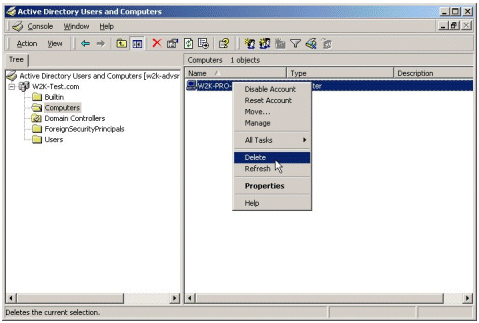 Active Directory Users and Computers
Console Window Help
Action View
Tree
Computers 1 objects
Active Directory Users and Computers [w2k-advsr
W2K-Test.com
Builtin
Computers
Domain Controllers
ForeignSecurityPrincipals
Users
Name Type Description
W2K-PRO- ter
Disable Account
Reset Account
Move...
Manage
All Tasks
Delete
Refresh
Properties
Help
Deletes the current selection.